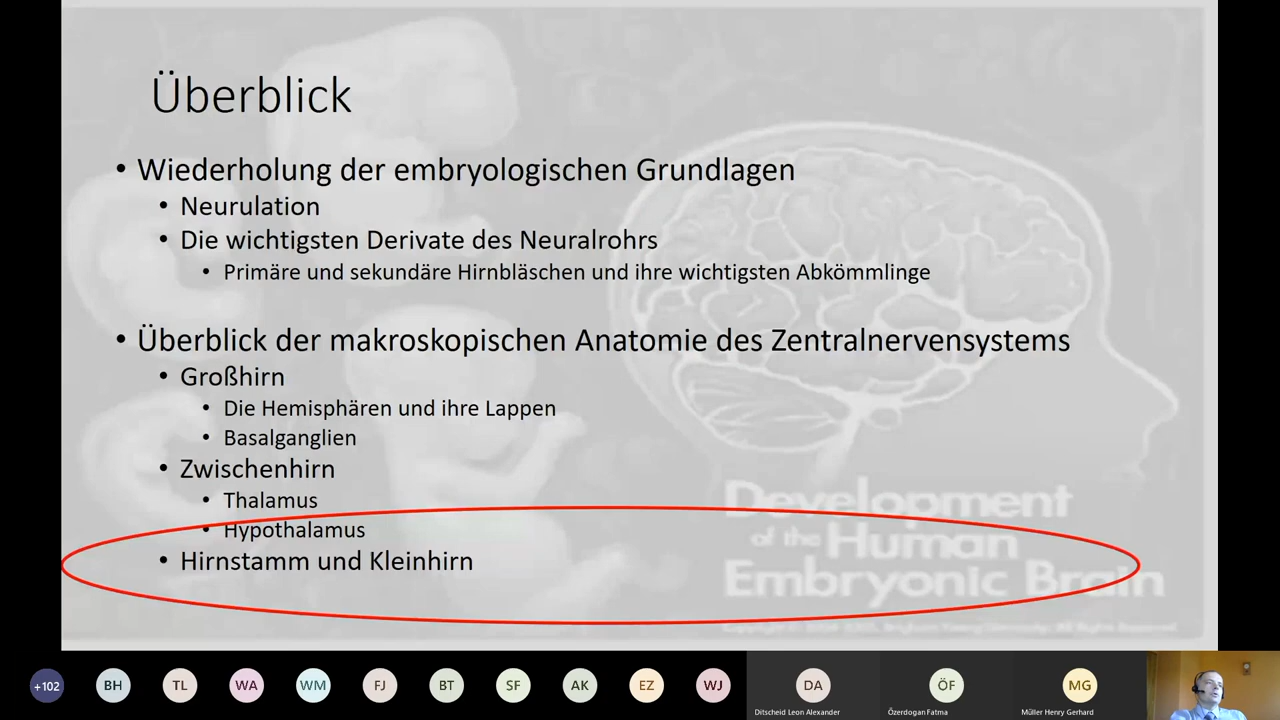 Überblick
• Wiederholung der embryologischen Grundlagen
• Neurulation
• Die wichtigsten Derivate des Neuralrohrs
• Primäre und sekundäre Hirnbläschen und ihre wichtigsten Abkömmlinge
• Überblick der makroskopischen Anatomie des Zentralnervensystems
• Großhirn
• Die Hemisphären und ihre Lappen
• Basalganglien
• Zwischenhirn
• Thalamus
• Hypothalamus
• Hirnstamm und Kleinhirn
Development
of the Human
Embryonic Brain
+102 BH TL WA WM FJ BT SF AK EZ WJ DA ÖF MG
Ditscheid Leon Alexander Özerdogan Fatma Müller Henry Gerhard